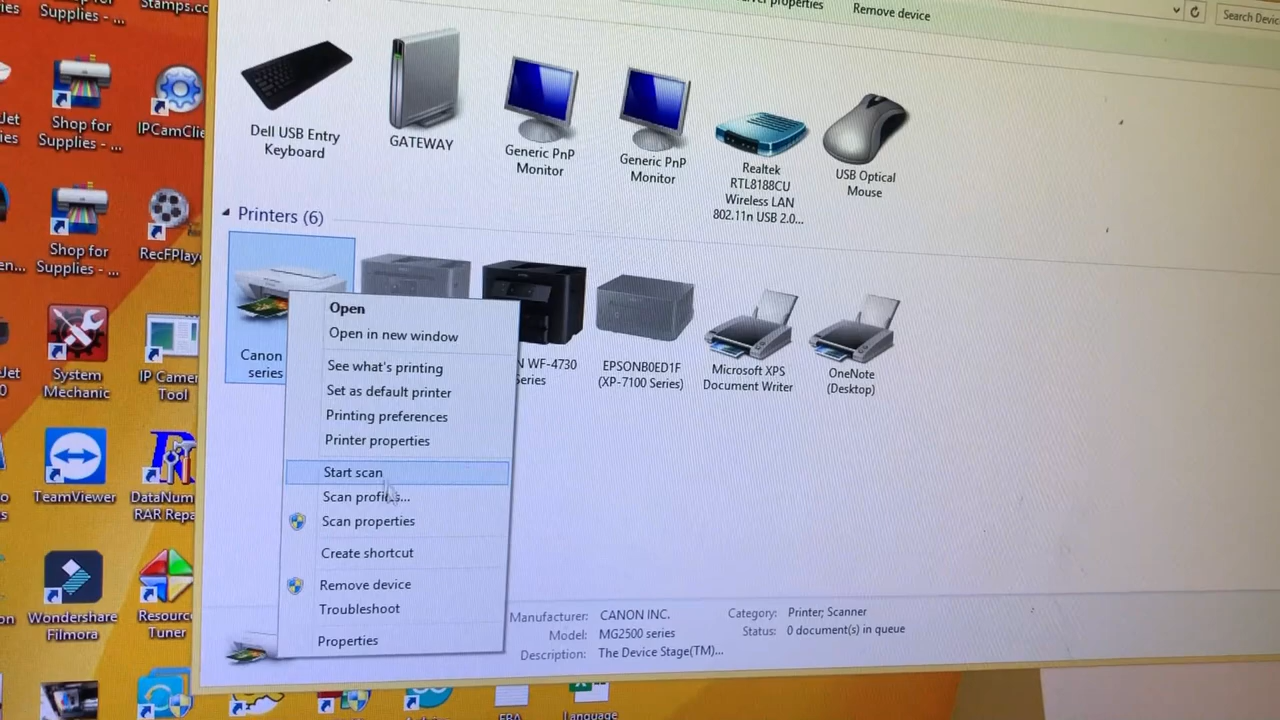 Stamps.co
Supplies - ...
Shop for
Supplies - ...
IPCamClie
Shop for
Supplies - ...
RecFPlay
System
Mechanic
IP Camer
Tool
TeamViewer
DataNum
RAR Repa
Wondershare
Filmora
Resourc
Tuner
Remove device
Search Devic
Dell USB Entry
Keyboard
GATEWAY
Generic PnP
Monitor
Generic PnP
Monitor
Realtek
RTL8188CU
Wireless LAN
802.11n USB 2.0...
USB Optical
Mouse
Printers (6)
Canon
series
N WF-4730
Series
EPSONB0ED1F
(XP-7100 Series)
Microsoft XPS
Document Writer
OneNote
(Desktop)
Open
Open in new window
See what's printing
Set as default printer
Printing preferences
Printer properties
Start scan
Scan profiles...
Scan properties
Create shortcut
Remove device
Troubleshoot
Properties
Manufacturer: CANON INC.
Model: MG2500 series
Description: The Device Stage(TM)...
Category: Printer; Scanner
Status: 0 document(s) in queue